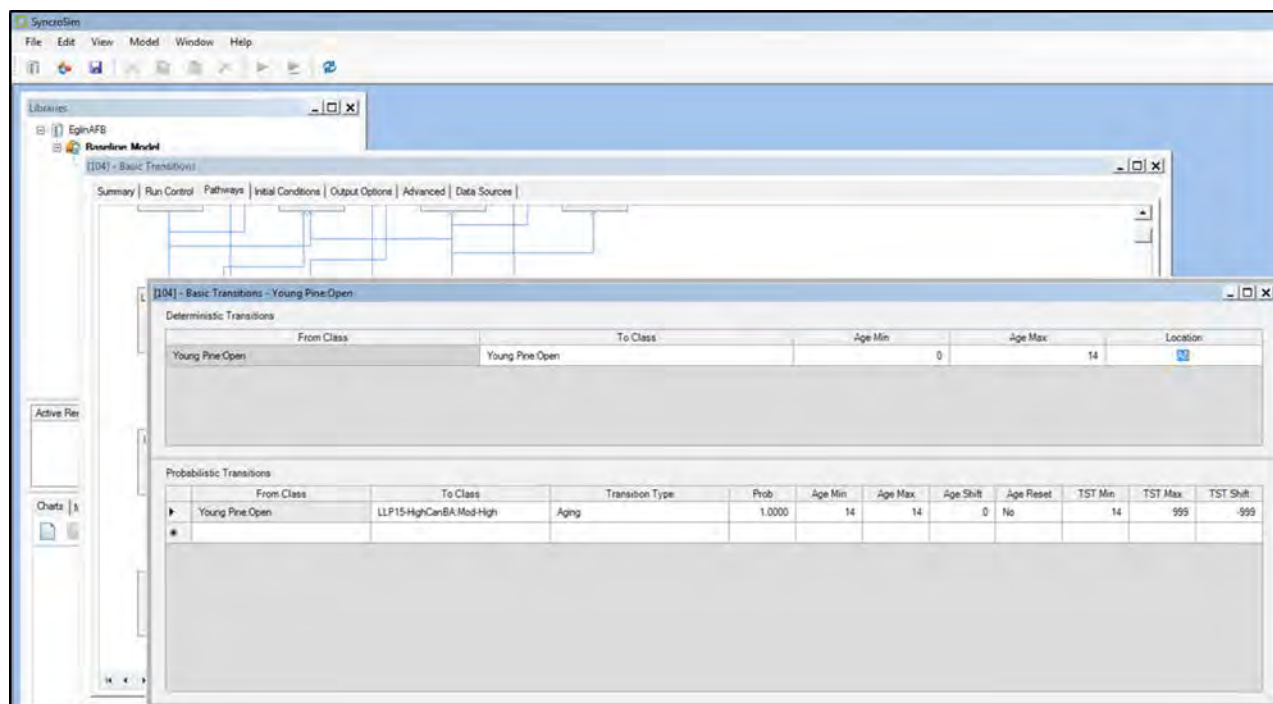 SyncroSim
File Edit View Model Window Help
Libraries
EglinAFB
Baseline Model
[104] - Basic Transitions
Summary | Run Control | Pathways | Initial Conditions | Output Options | Advanced | Data Sources |
[104] - Basic Transitions - Young Pine:Open
Deterministic Transitions
From Class To Class Age Min Age Max Location
Young Pine:Open Young Pine:Open 0 14
Active
Probabilistic Transitions
From Class To Class Transition Type Prob Age Min Age Max Age Shift Age Reset TST Min TST Max TST Shift
Young Pine:Open LLP15-HighCanBA:Mod-High Aging 1.0000 14 14 0 No 14 999 -999
Charts